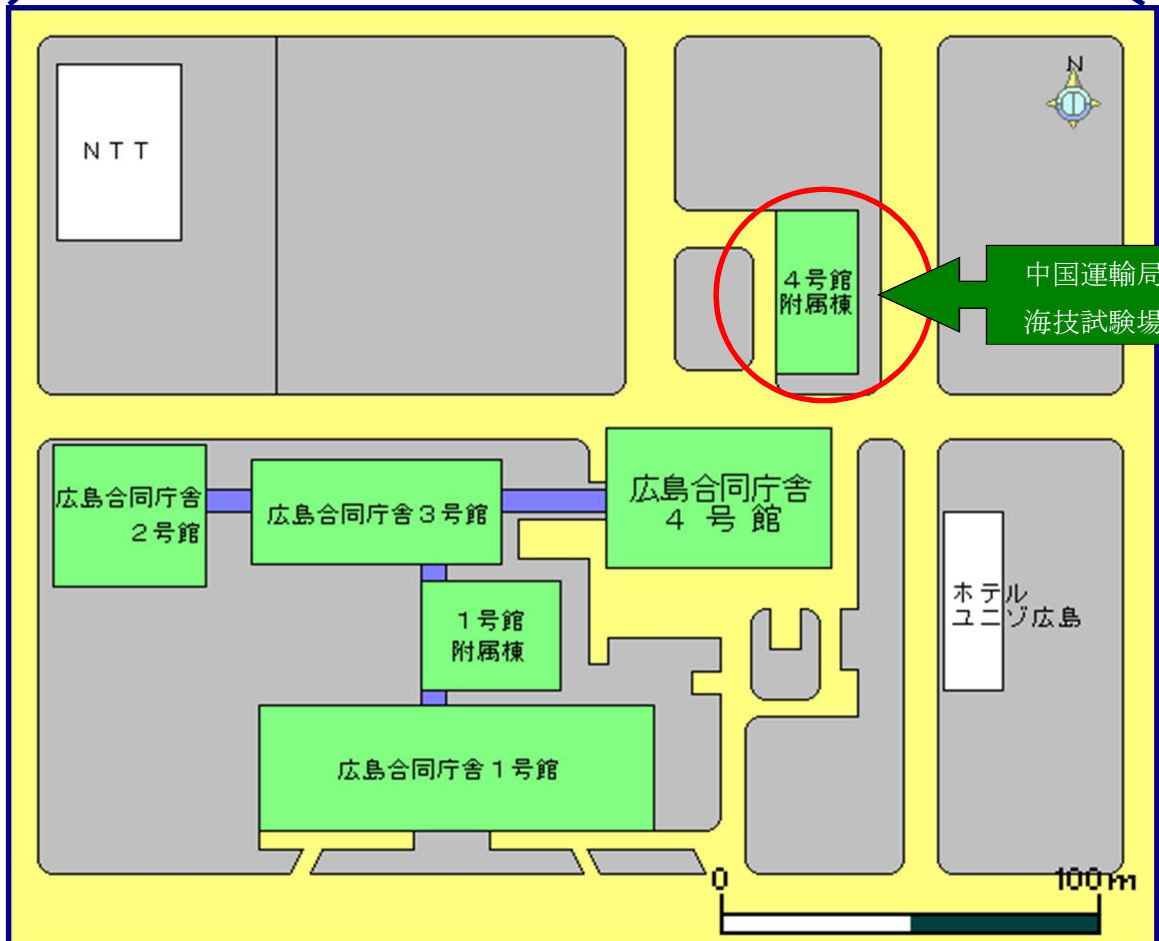 N
ＮＴＴ
４号館
附属棟
中国運輸局
海技試験場
広島合同庁舎
２号館
広島合同庁舎３号館
広島合同庁舎
４号館
１号館
附属棟
ホテル
ユニゾ広島
広島合同庁舎１号館
0 100m